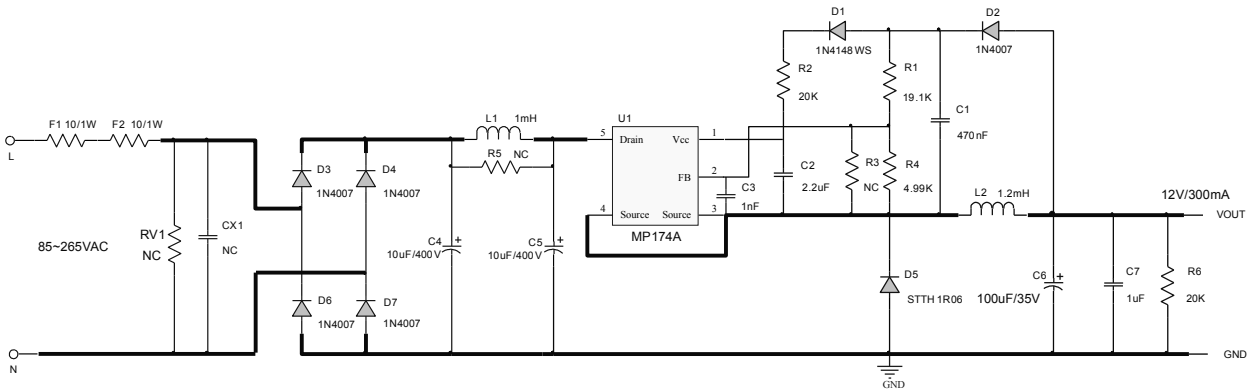 D1
1N4148WS
D2
1N4007
R2
20K
R1
19.1K
C1
470nF
F1 10/1W
F2 10/1W
L
L1
1mH
R5
NC
U1
5
Drain
Vcc
1
FB
2
4
Source
Source
3
MP174A
C2
2.2uF
C3
1nF
R3
NC
R4
4.99K
L2
1.2mH
12V/300mA
VOUT
D3
1N4007
D4
1N4007
85~265VAC
RV1
NC
CX1
NC
C4
10uF/400V
C5
10uF/400V
D5
STTH1R06
C6
100uF/35V
C7
1uF
R6
20K
D6
1N4007
D7
1N4007
N
GND
GND